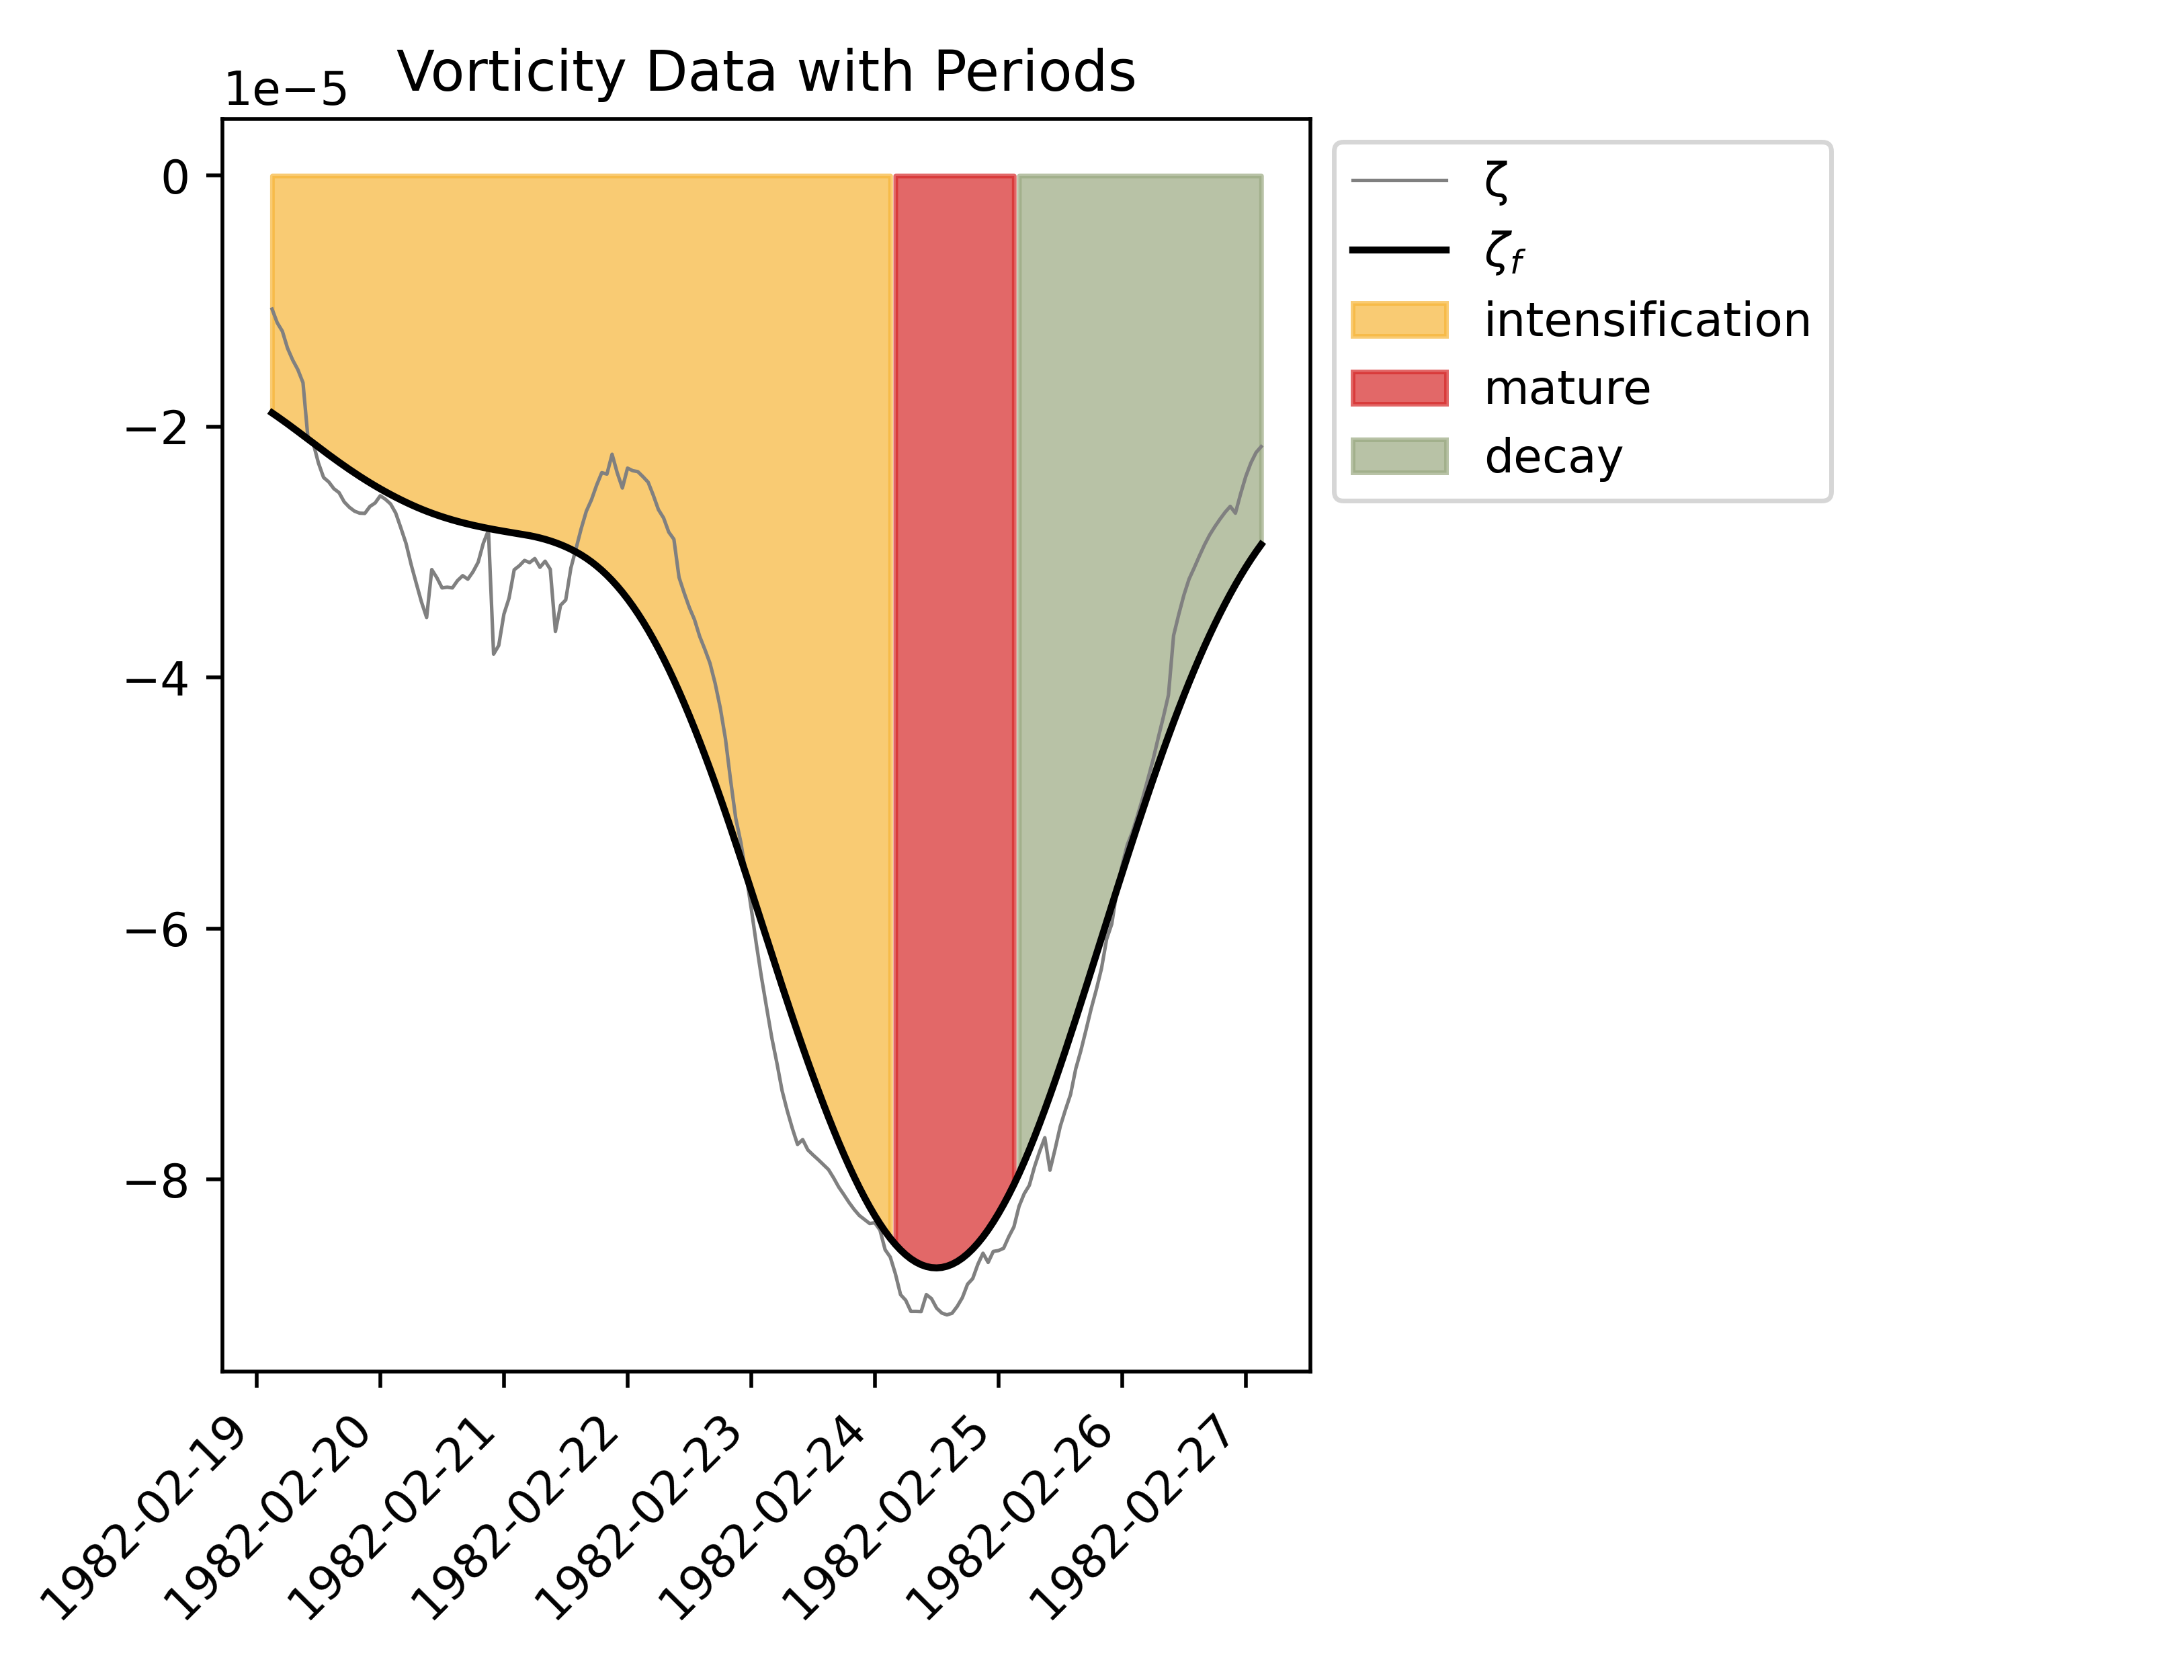 Vorticity Data with Periods
1e−5
0
−2
−4
−6
−8
1982-02-19
1982-02-20
1982-02-21
1982-02-22
1982-02-23
1982-02-24
1982-02-25
1982-02-26
1982-02-27
ζ
ζf
intensification
mature
decay